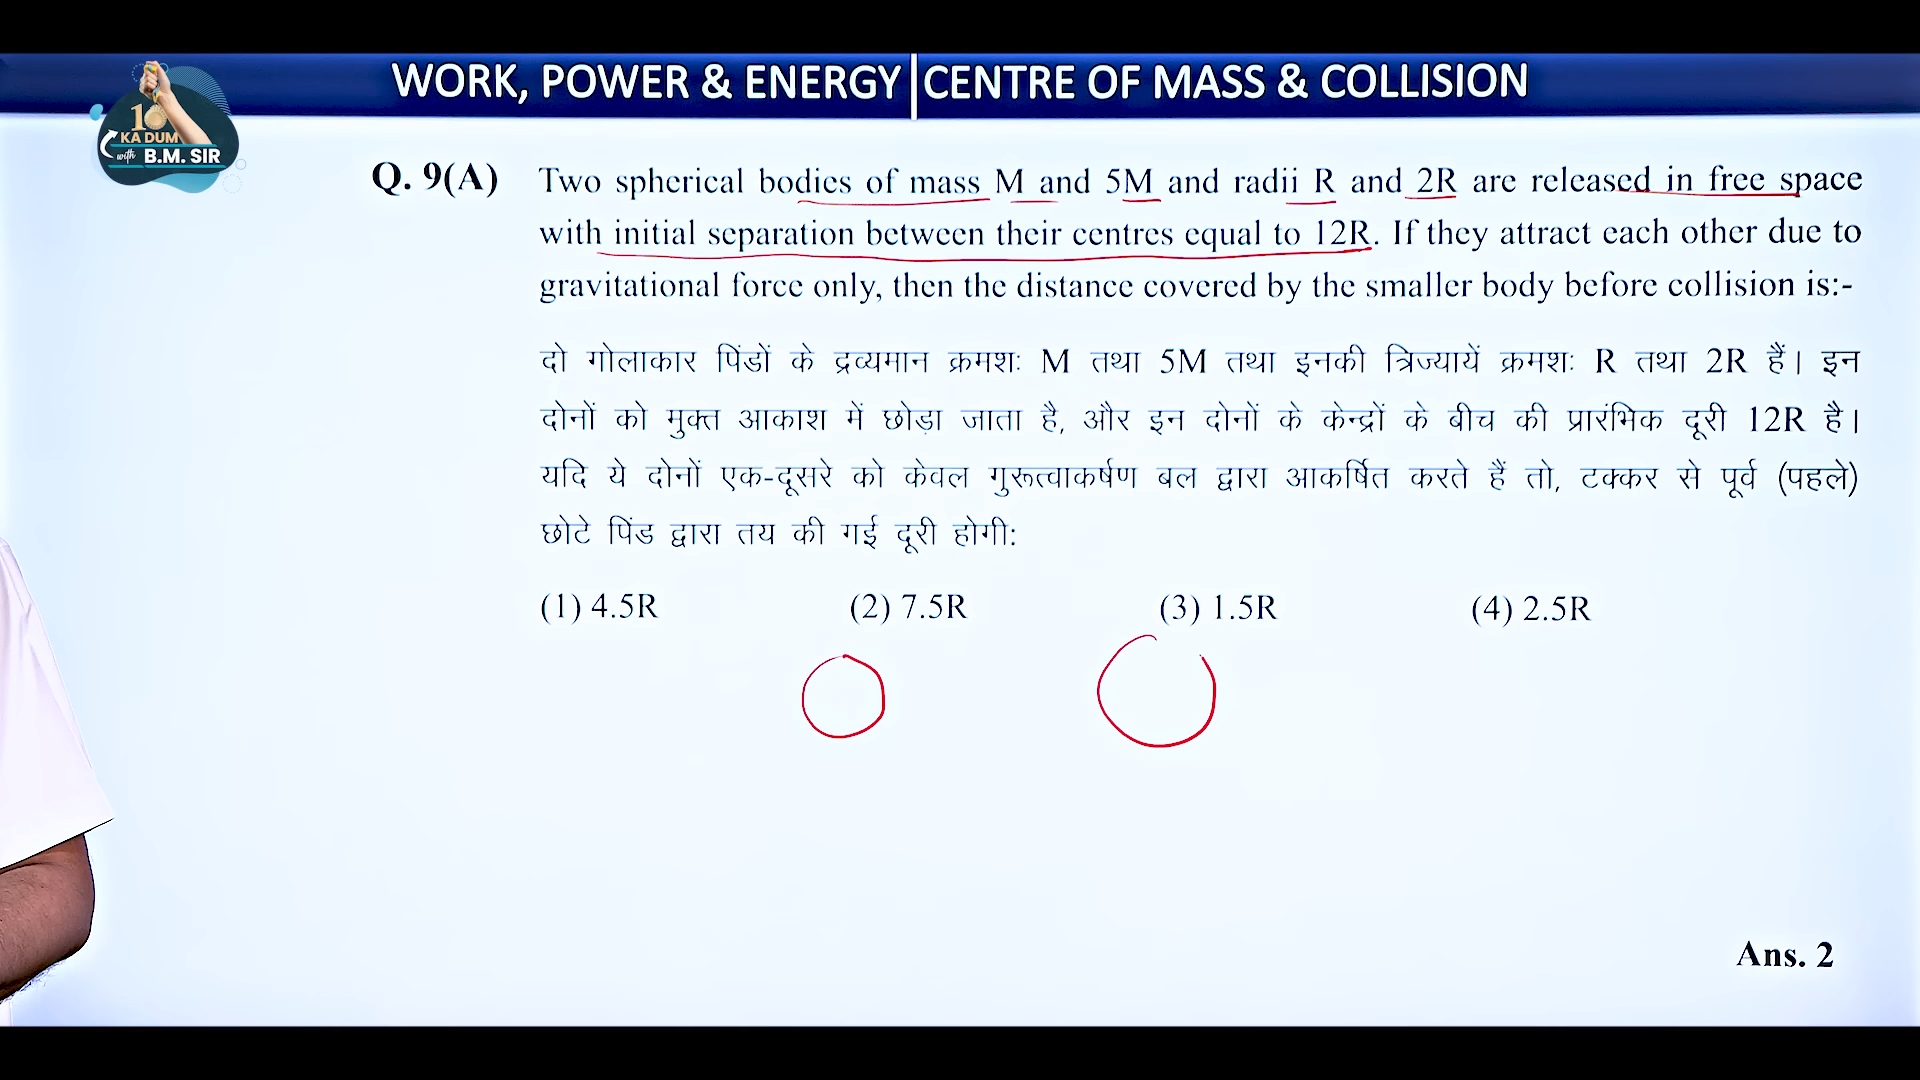 WORK, POWER & ENERGY | CENTRE OF MASS & COLLISION
10
KA DUM
with B.M. SIR
Q. 9(A) Two spherical bodies of mass M and 5M and radii R and 2R are released in free space
with initial separation between their centres equal to 12R. If they attract each other due to
gravitational force only, then the distance covered by the smaller body before collision is:-
दो गोलाकार पिंडों के द्रव्यमान क्रमशः M तथा 5M तथा इनकी त्रिज्यायें क्रमशः R तथा 2R हैं। इन
दोनों को मुक्त आकाश में छोड़ा जाता है, और इन दोनों के केन्द्रों के बीच की प्रारंभिक दूरी 12R है।
यदि ये दोनों एक-दूसरे को केवल गुरूत्वाकर्षण बल द्वारा आकर्षित करते हैं तो, टक्कर से पूर्व (पहले)
छोटे पिंड द्वारा तय की गई दूरी होगी:
(1) 4.5R (2) 7.5R (3) 1.5R (4) 2.5R
Ans. 2